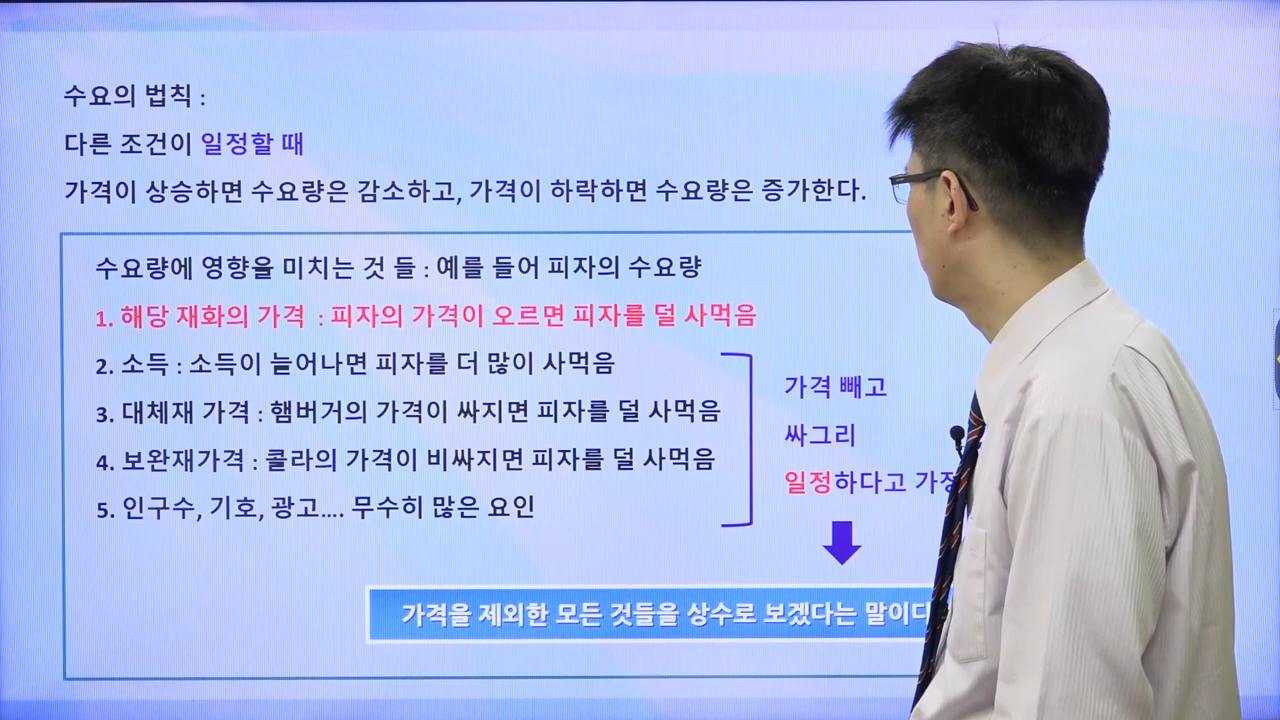 수요의 법칙 :
다른 조건이 일정할 때
가격이 상승하면 수요량은 감소하고, 가격이 하락하면 수요량은 증가한다.
수요량에 영향을 미치는 것 들 : 예를 들어 피자의 수요량
1. 해당 재화의 가격 : 피자의 가격이 오르면 피자를 덜 사먹음
2. 소득 : 소득이 늘어나면 피자를 더 많이 사먹음
3. 대체재 가격 : 햄버거의 가격이 싸지면 피자를 덜 사먹음
4. 보완재가격 : 콜라의 가격이 비싸지면 피자를 덜 사먹음
5. 인구수, 기호, 광고.... 무수히 많은 요인
가격 빼고
싸그리
일정하다고 가정
가격을 제외한 모든 것들을 상수로 보겠다는 말이다